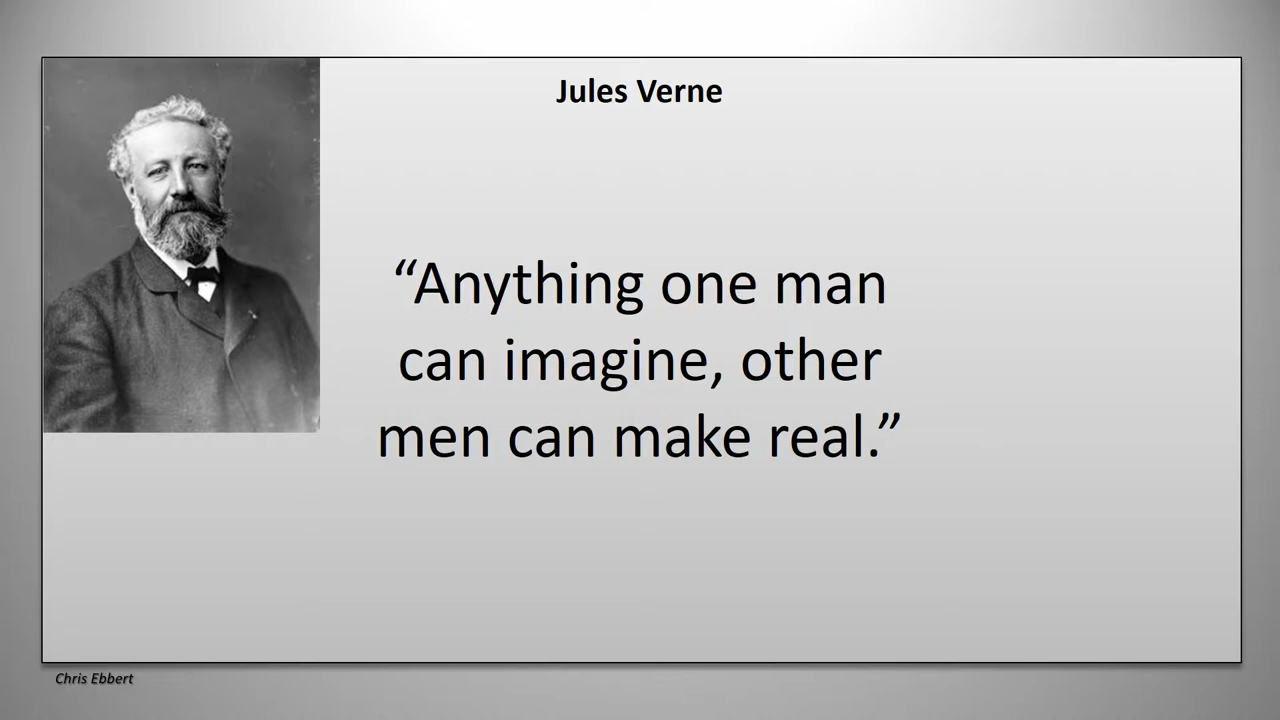 Jules Verne
“Anything one man
can imagine, other
men can make real.”
Chris Ebbert